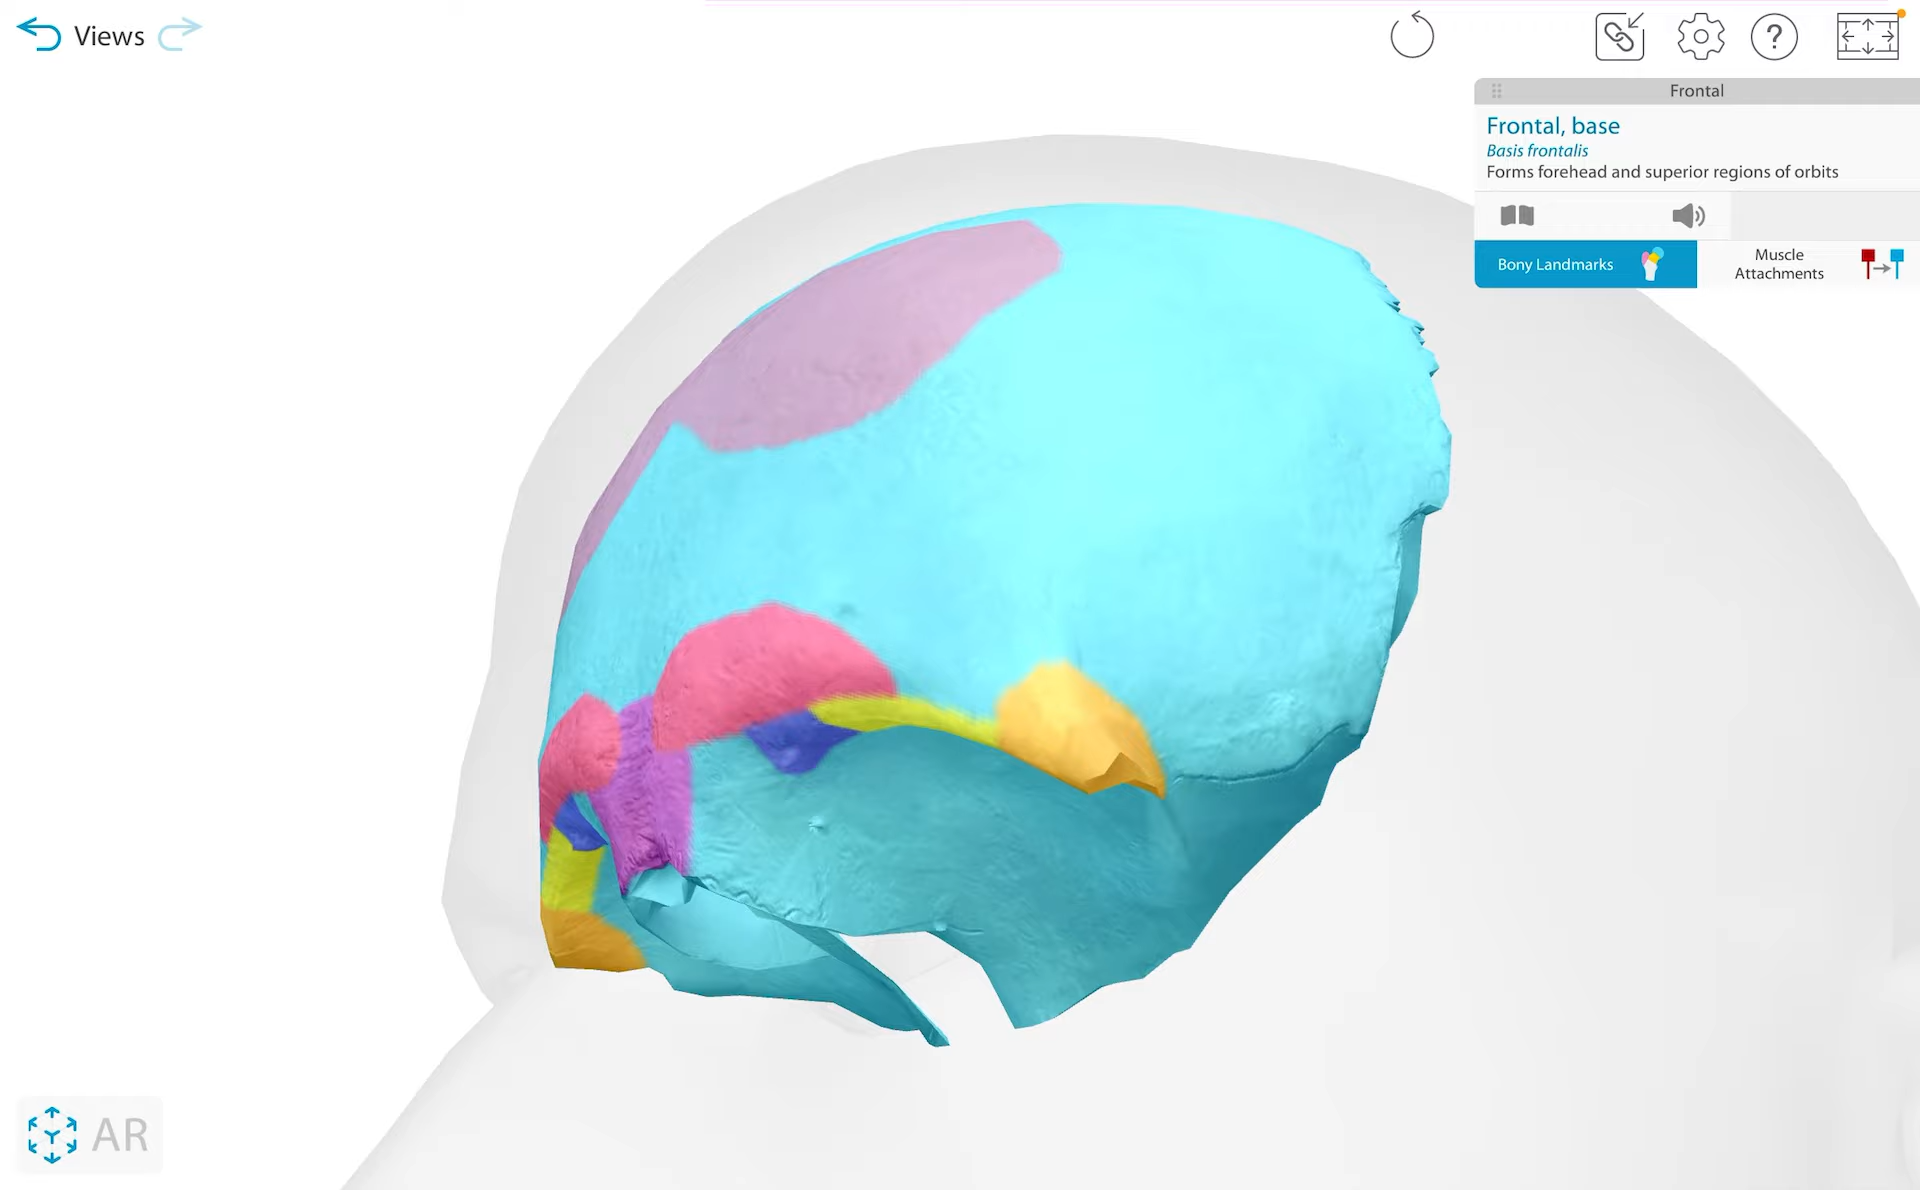 Views
?
Frontal
Frontal, base
Basis frontalis
Forms forehead and superior regions of orbits
Bony Landmarks
Muscle
Attachments
AR